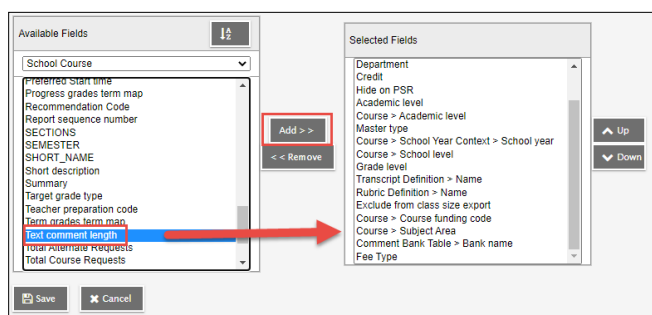 Available Fields
School Course
Preferred Start time
Progress grades term map
Recommendation Code
Report sequence number
SECTIONS
SEMESTER
SHORT_NAME
Short description
Summary
Target grade type
Teacher preparation code
Term grades term map
Text comment length
Total Alternate Requests
Total Course Requests
Add > >
< < Remove
Selected Fields
Department
Credit
Hide on PSR
Academic level
Course > Academic level
Master type
Course > School Year Context > School year
Course > School level
Grade level
Transcript Definition > Name
Rubric Definition > Name
Exclude from class size export
Course > Course funding code
Course > Subject Area
Comment Bank Table > Bank name
Fee Type
Up
Down
Save
Cancel